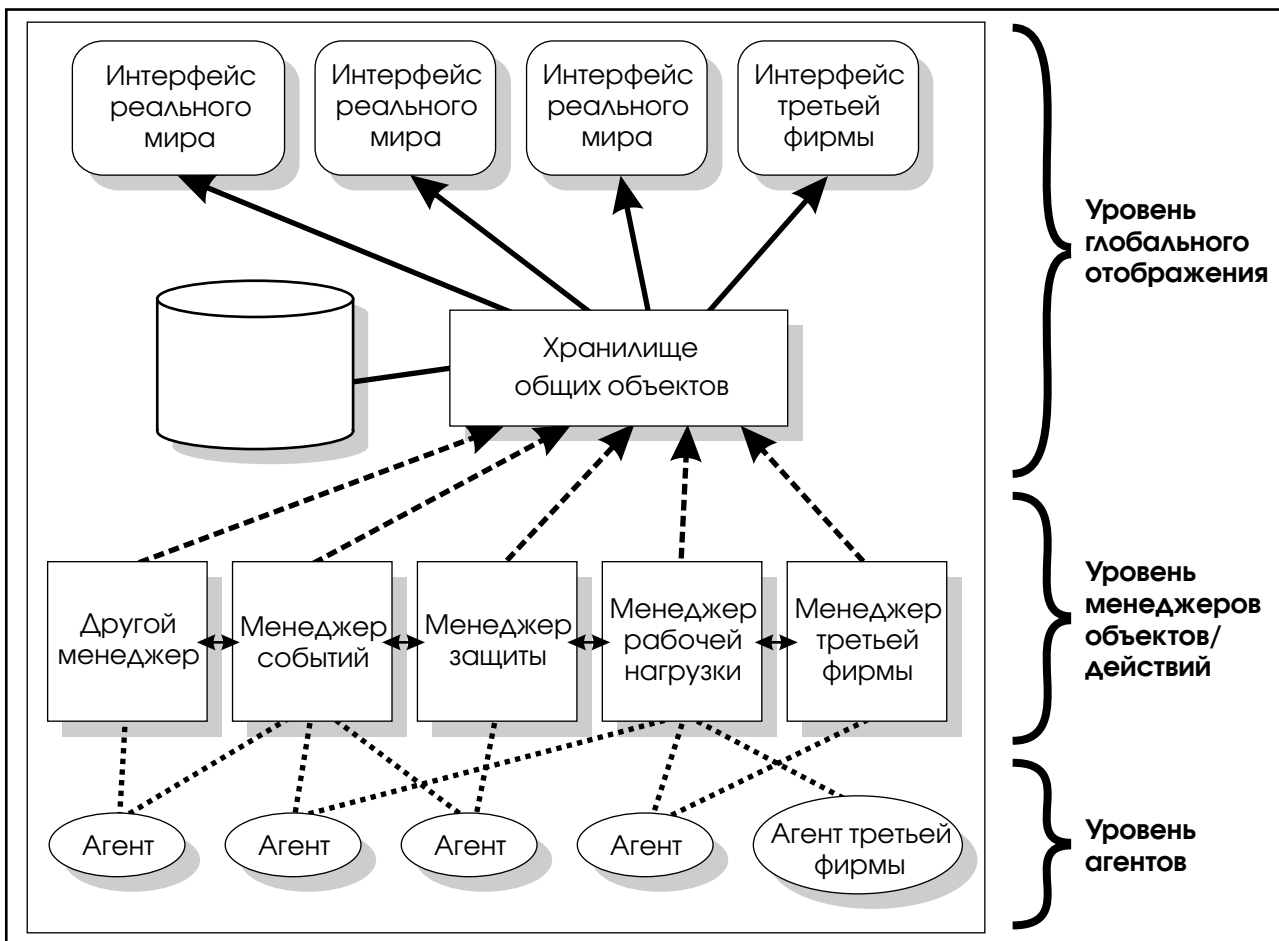 Интерфейс
реального
мира
Интерфейс
реального
мира
Интерфейс
реального
мира
Интерфейс
третьей
фирмы
Уровень
глобального
отображения
Хранилище
общих объектов
Другой
менеджер
Менеджер
событий
Менеджер
защиты
Менеджер
рабочей
нагрузки
Менеджер
третьей
фирмы
Уровень
менеджеров
объектов/
действий
Агент
Агент
Агент
Агент
Агент третьей
фирмы
Уровень
агентов